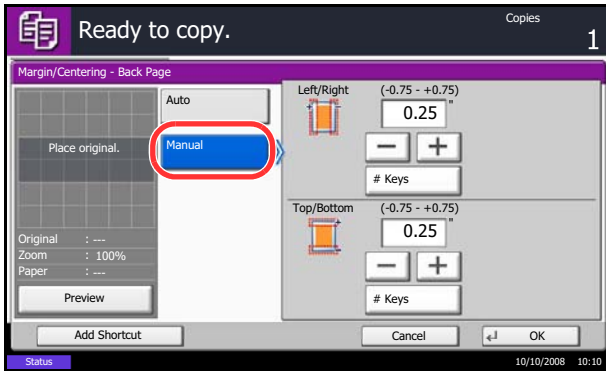 Ready to copy.
Copies
1
Margin/Centering - Back Page
Place original.
Original : ---
Zoom : 100%
Paper : ---
Preview
Auto
Manual
Left/Right (-0.75 - +0.75)
0.25 "
− +
# Keys
Top/Bottom (-0.75 - +0.75)
0.25 "
− +
# Keys
Add Shortcut
Cancel
OK
Status
10/10/2008 10:10